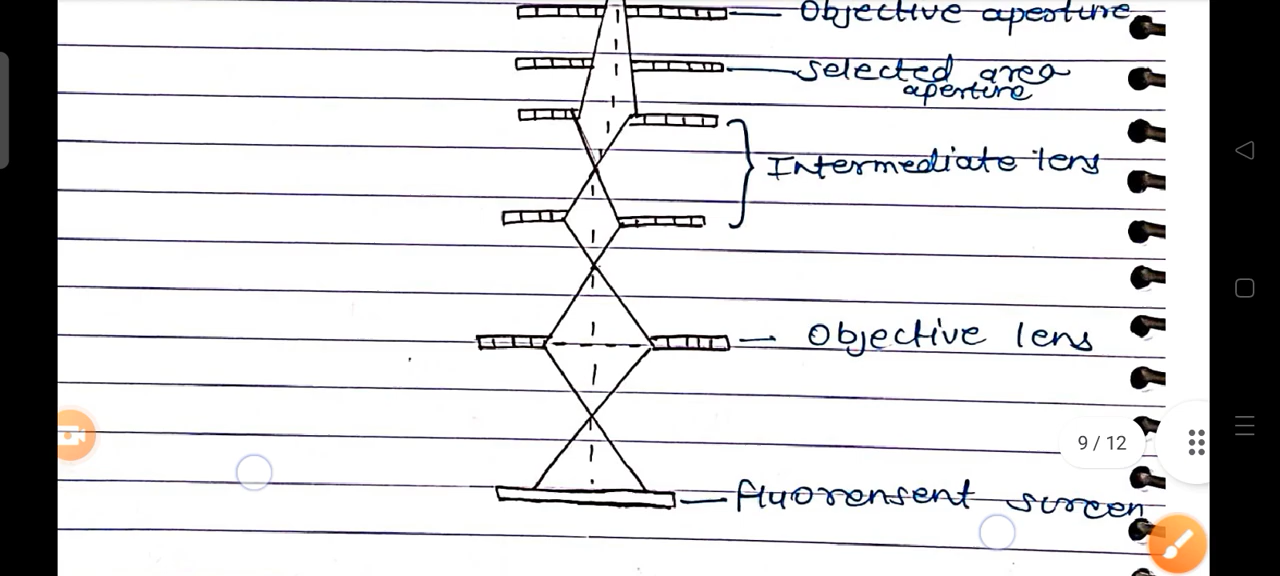 Objective aperture
selected area
aperture
Intermediate lens
Objective lens
9 / 12
fluorensent screen